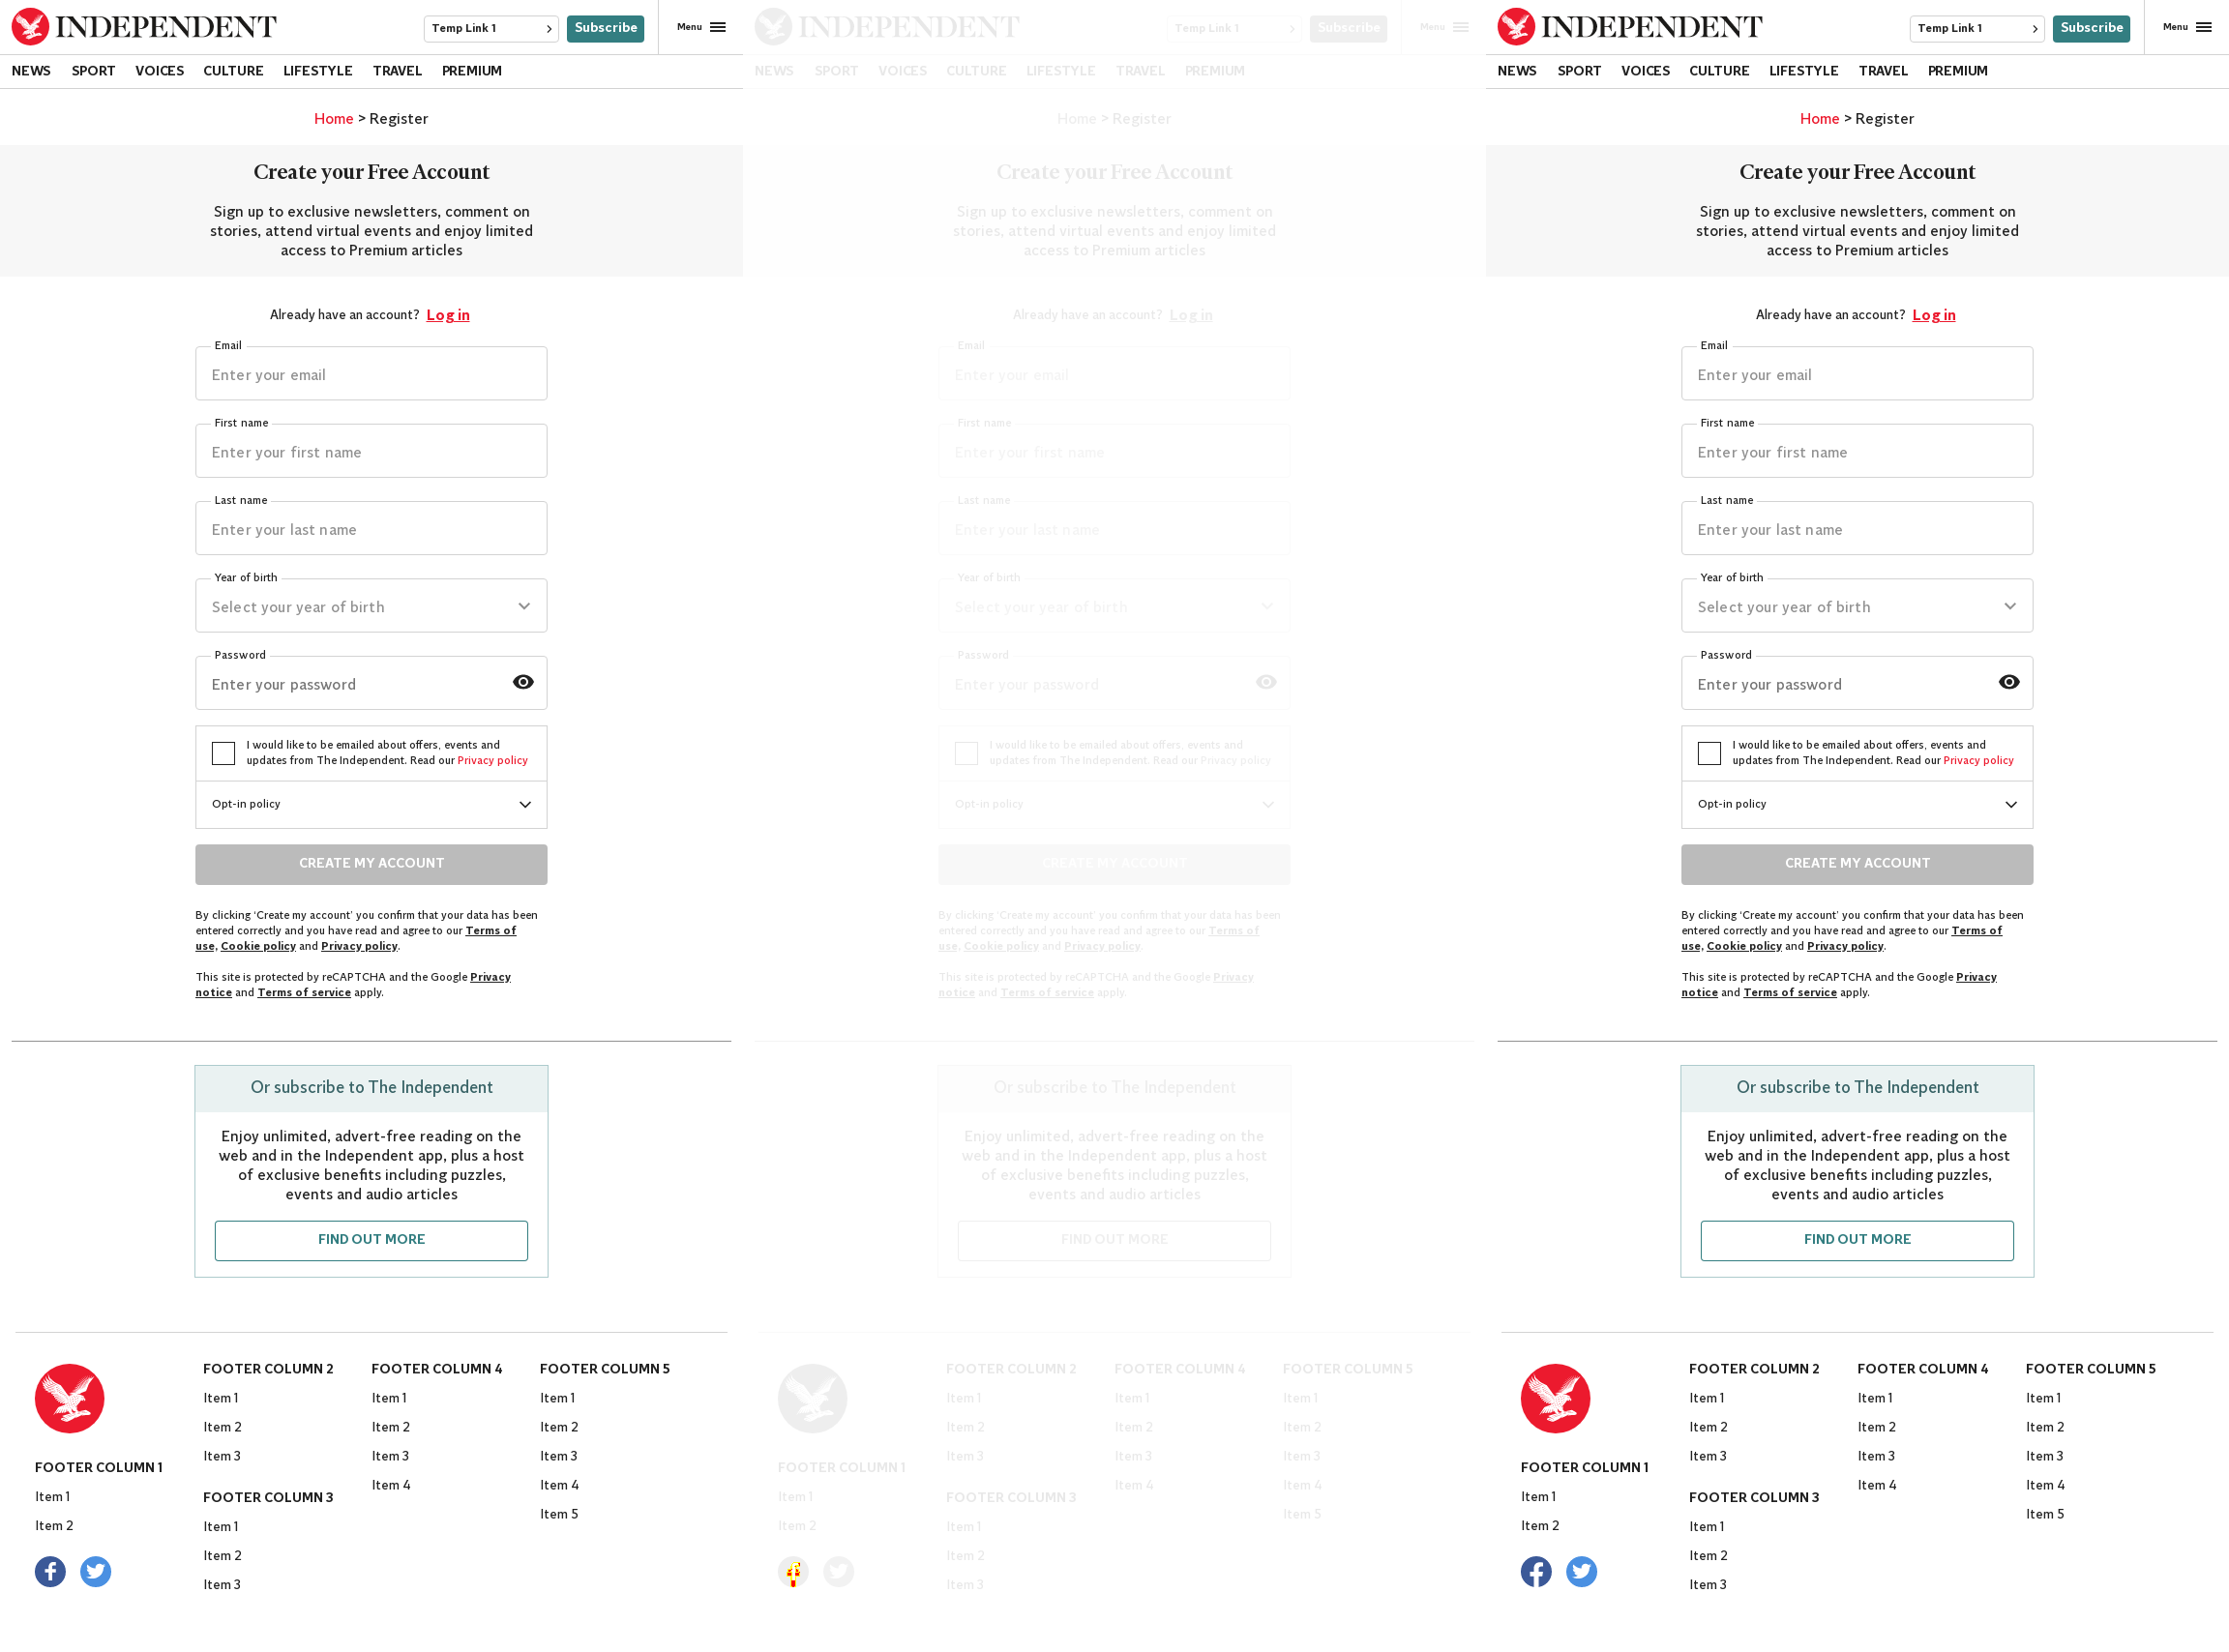 INDEPENDENT
Temp Link 1
Subscribe
Menu
NEWS SPORT VOICES CULTURE LIFESTYLE TRAVEL PREMIUM
Home > Register
Create your Free Account
Sign up to exclusive newsletters, comment on
stories, attend virtual events and enjoy limited
access to Premium articles
Already have an account? Log in
Email
Enter your email
First name
Enter your first name
Last name
Enter your last name
Year of birth
Select your year of birth
Password
Enter your password
I would like to be emailed about offers, events and
updates from The Independent. Read our Privacy policy
Opt-in policy
CREATE MY ACCOUNT
By clicking ‘Create my account’ you confirm that your data has been
entered correctly and you have read and agree to our Terms of
use, Cookie policy and Privacy policy.
This site is protected by reCAPTCHA and the Google Privacy
notice and Terms of service apply.
Or subscribe to The Independent
Enjoy unlimited, advert-free reading on the
web and in the Independent app, plus a host
of exclusive benefits including puzzles,
events and audio articles
FIND OUT MORE
FOOTER COLUMN 1
Item 1
Item 2
FOOTER COLUMN 2
Item 1
Item 2
Item 3
FOOTER COLUMN 3
Item 1
Item 2
Item 3
FOOTER COLUMN 4
Item 1
Item 2
Item 3
Item 4
FOOTER COLUMN 5
Item 1
Item 2
Item 3
Item 4
Item 5
INDEPENDENT
Temp Link 1
Subscribe
Menu
NEWS SPORT VOICES CULTURE LIFESTYLE TRAVEL PREMIUM
Home > Register
Create your Free Account
Sign up to exclusive newsletters, comment on
stories, attend virtual events and enjoy limited
access to Premium articles
Already have an account? Log in
Email
Enter your email
First name
Enter your first name
Last name
Enter your last name
Year of birth
Select your year of birth
Password
Enter your password
I would like to be emailed about offers, events and
updates from The Independent. Read our Privacy policy
Opt-in policy
CREATE MY ACCOUNT
By clicking ‘Create my account’ you confirm that your data has been
entered correctly and you have read and agree to our Terms of
use, Cookie policy and Privacy policy.
This site is protected by reCAPTCHA and the Google Privacy
notice and Terms of service apply.
Or subscribe to The Independent
Enjoy unlimited, advert-free reading on the
web and in the Independent app, plus a host
of exclusive benefits including puzzles,
events and audio articles
FIND OUT MORE
FOOTER COLUMN 1
Item 1
Item 2
FOOTER COLUMN 2
Item 1
Item 2
Item 3
FOOTER COLUMN 3
Item 1
Item 2
Item 3
FOOTER COLUMN 4
Item 1
Item 2
Item 3
Item 4
FOOTER COLUMN 5
Item 1
Item 2
Item 3
Item 4
Item 5
INDEPENDENT
Temp Link 1
Subscribe
Menu
NEWS SPORT VOICES CULTURE LIFESTYLE TRAVEL PREMIUM
Home > Register
Create your Free Account
Sign up to exclusive newsletters, comment on
stories, attend virtual events and enjoy limited
access to Premium articles
Already have an account? Log in
Email
Enter your email
First name
Enter your first name
Last name
Enter your last name
Year of birth
Select your year of birth
Password
Enter your password
I would like to be emailed about offers, events and
updates from The Independent. Read our Privacy policy
Opt-in policy
CREATE MY ACCOUNT
By clicking ‘Create my account’ you confirm that your data has been
entered correctly and you have read and agree to our Terms of
use, Cookie policy and Privacy policy.
This site is protected by reCAPTCHA and the Google Privacy
notice and Terms of service apply.
Or subscribe to The Independent
Enjoy unlimited, advert-free reading on the
web and in the Independent app, plus a host
of exclusive benefits including puzzles,
events and audio articles
FIND OUT MORE
FOOTER COLUMN 1
Item 1
Item 2
FOOTER COLUMN 2
Item 1
Item 2
Item 3
FOOTER COLUMN 3
Item 1
Item 2
Item 3
FOOTER COLUMN 4
Item 1
Item 2
Item 3
Item 4
FOOTER COLUMN 5
Item 1
Item 2
Item 3
Item 4
Item 5